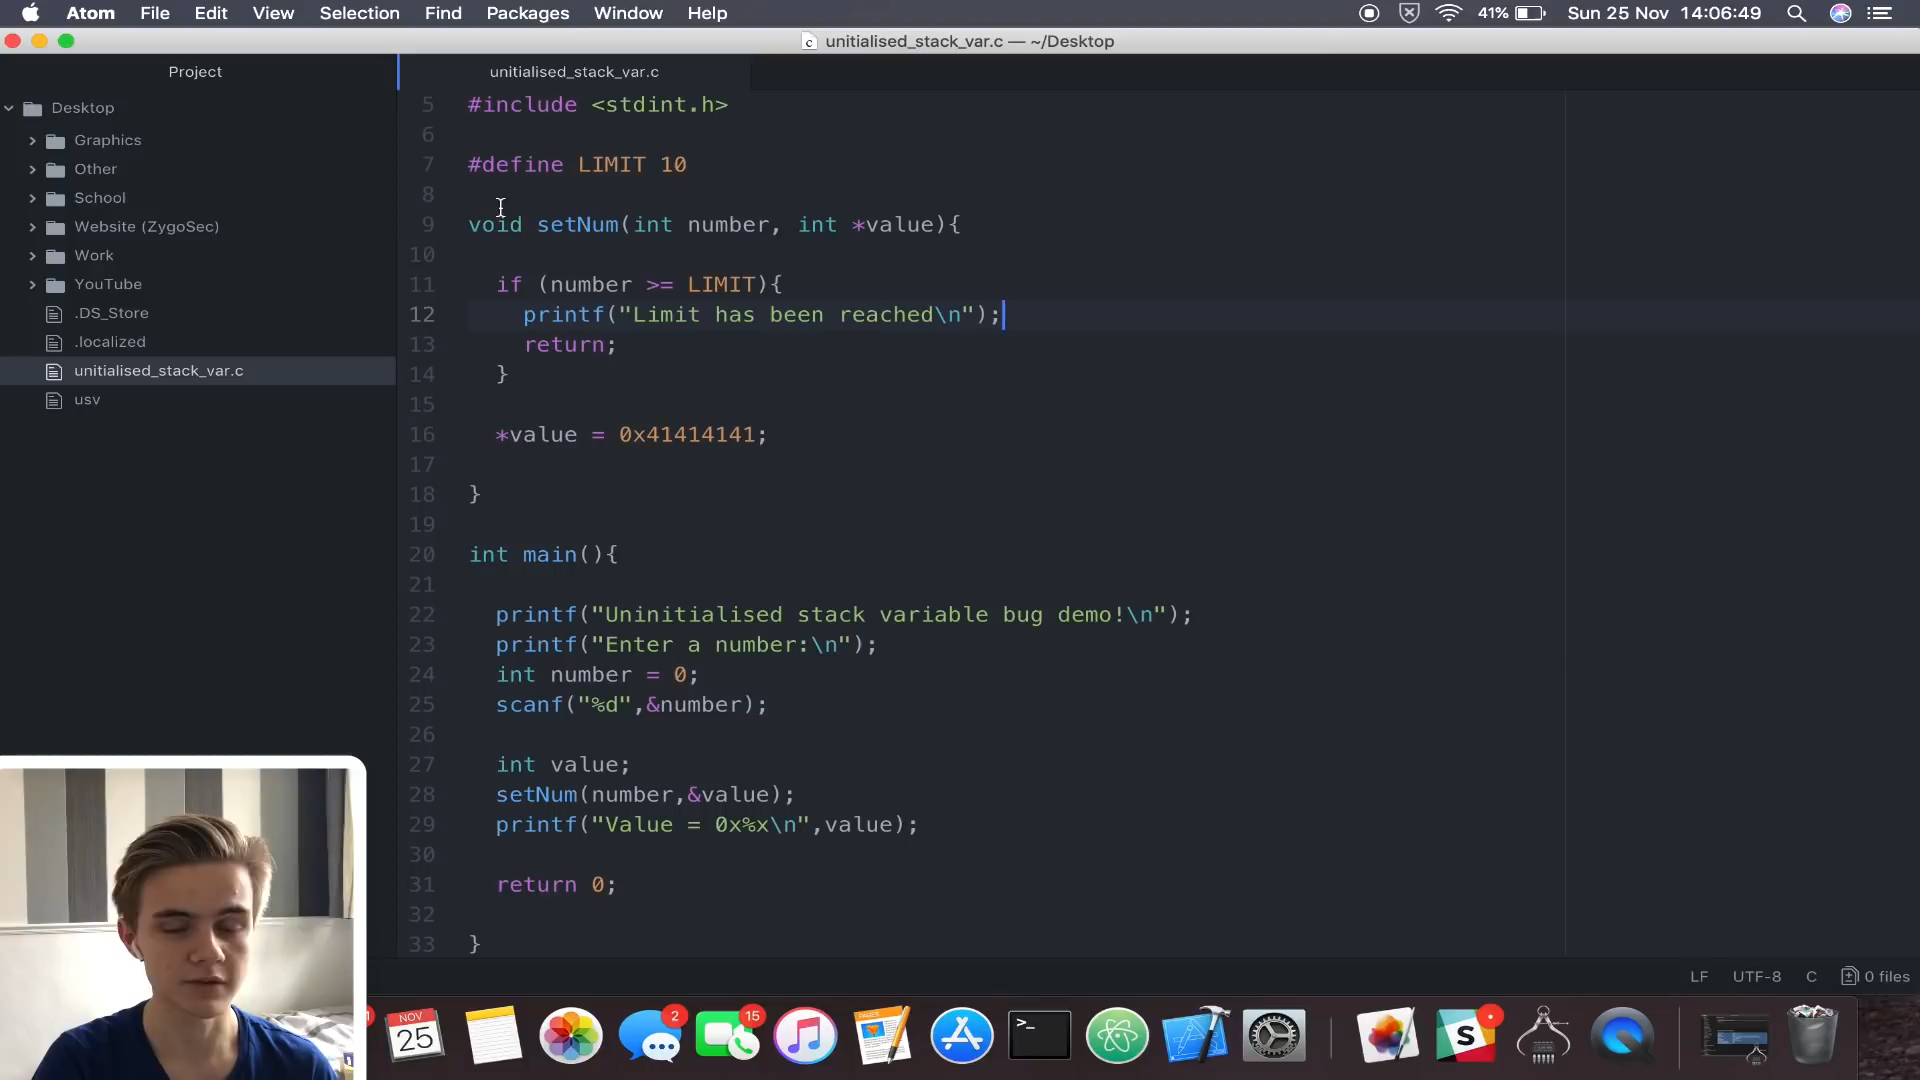 Atom File Edit View Selection Find Packages Window Help 41% Sun 25 Nov 14:06:49
unitialised_stack_var.c — ~/Desktop
Project
Desktop
Graphics
Other
School
Website (ZygoSec)
Work
YouTube
.DS_Store
.localized
unitialised_stack_var.c
usv
unitialised_stack_var.c
5 #include <stdint.h>
6
7 #define LIMIT 10
8
9 void setNum(int number, int *value){
10
11 if (number >= LIMIT){
12 printf("Limit has been reached\n");
13 return;
14 }
15
16 *value = 0x41414141;
17
18 }
19
20 int main(){
21
22 printf("Uninitialised stack variable bug demo!\n");
23 printf("Enter a number:\n");
24 int number = 0;
25 scanf("%d",&number);
26
27 int value;
28 setNum(number,&value);
29 printf("Value = 0x%x\n",value);
30
31 return 0;
32
33 }
LF UTF-8 C 0 files
NOV
25
2
15
PAGES
>_
S